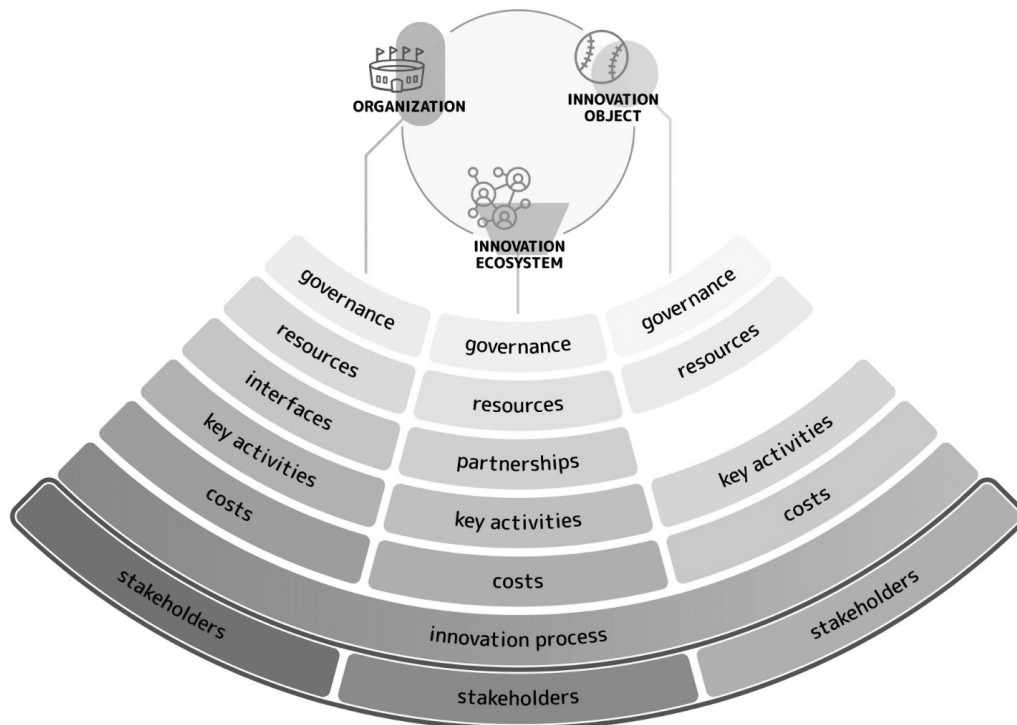 ORGANIZATION
INNOVATION
OBJECT
INNOVATION
ECOSYSTEM
governance
governance
governance
resources
resources
resources
interfaces
partnerships
key activities
key activities
key activities
costs
costs
costs
innovation process
stakeholders
stakeholders
stakeholders